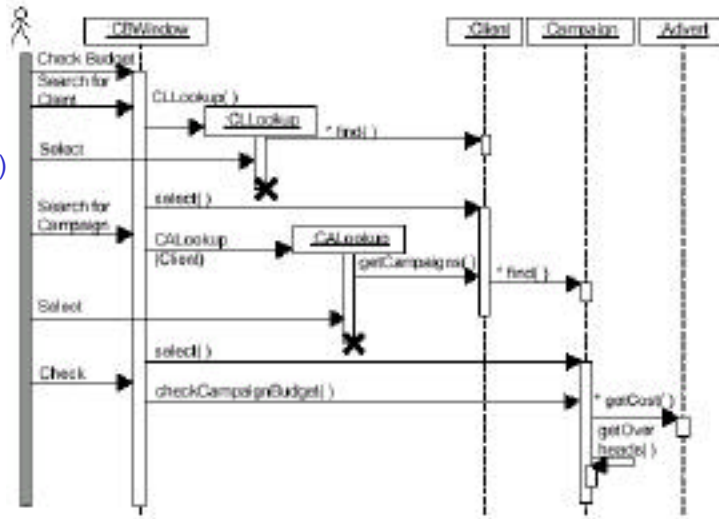 :CBWindow
:Client
:Campaign
:Advert
Check Budget
Search for
Client
CLLookup( )
:CLLookup
* find( )
Select
)
select( )
Search for
Campaign
CALookup
(Client)
:CALookup
getCampaigns( )
* find( )
Select
select( )
Check
checkCampaignBudget( )
* getCost( )
getOver
heads( )